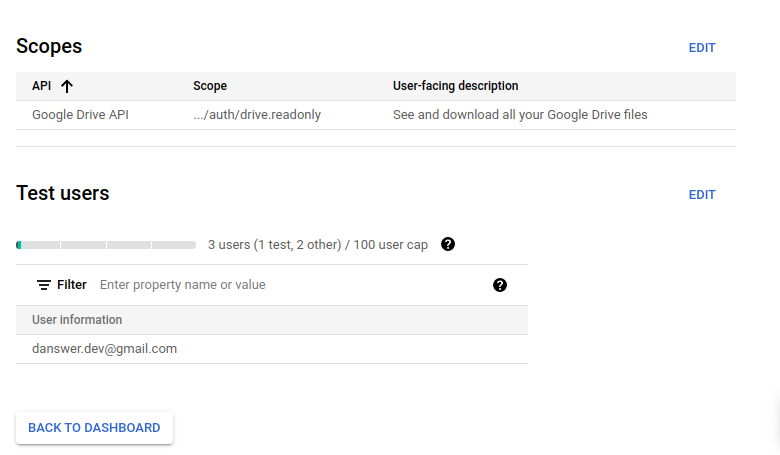 Scopes
EDIT
API Scope User-facing description
Google Drive API .../auth/drive.readonly See and download all your Google Drive files
Test users
EDIT
3 users (1 test, 2 other) / 100 user cap ?
Filter Enter property name or value ?
User information
danswer.dev@gmail.com
BACK TO DASHBOARD